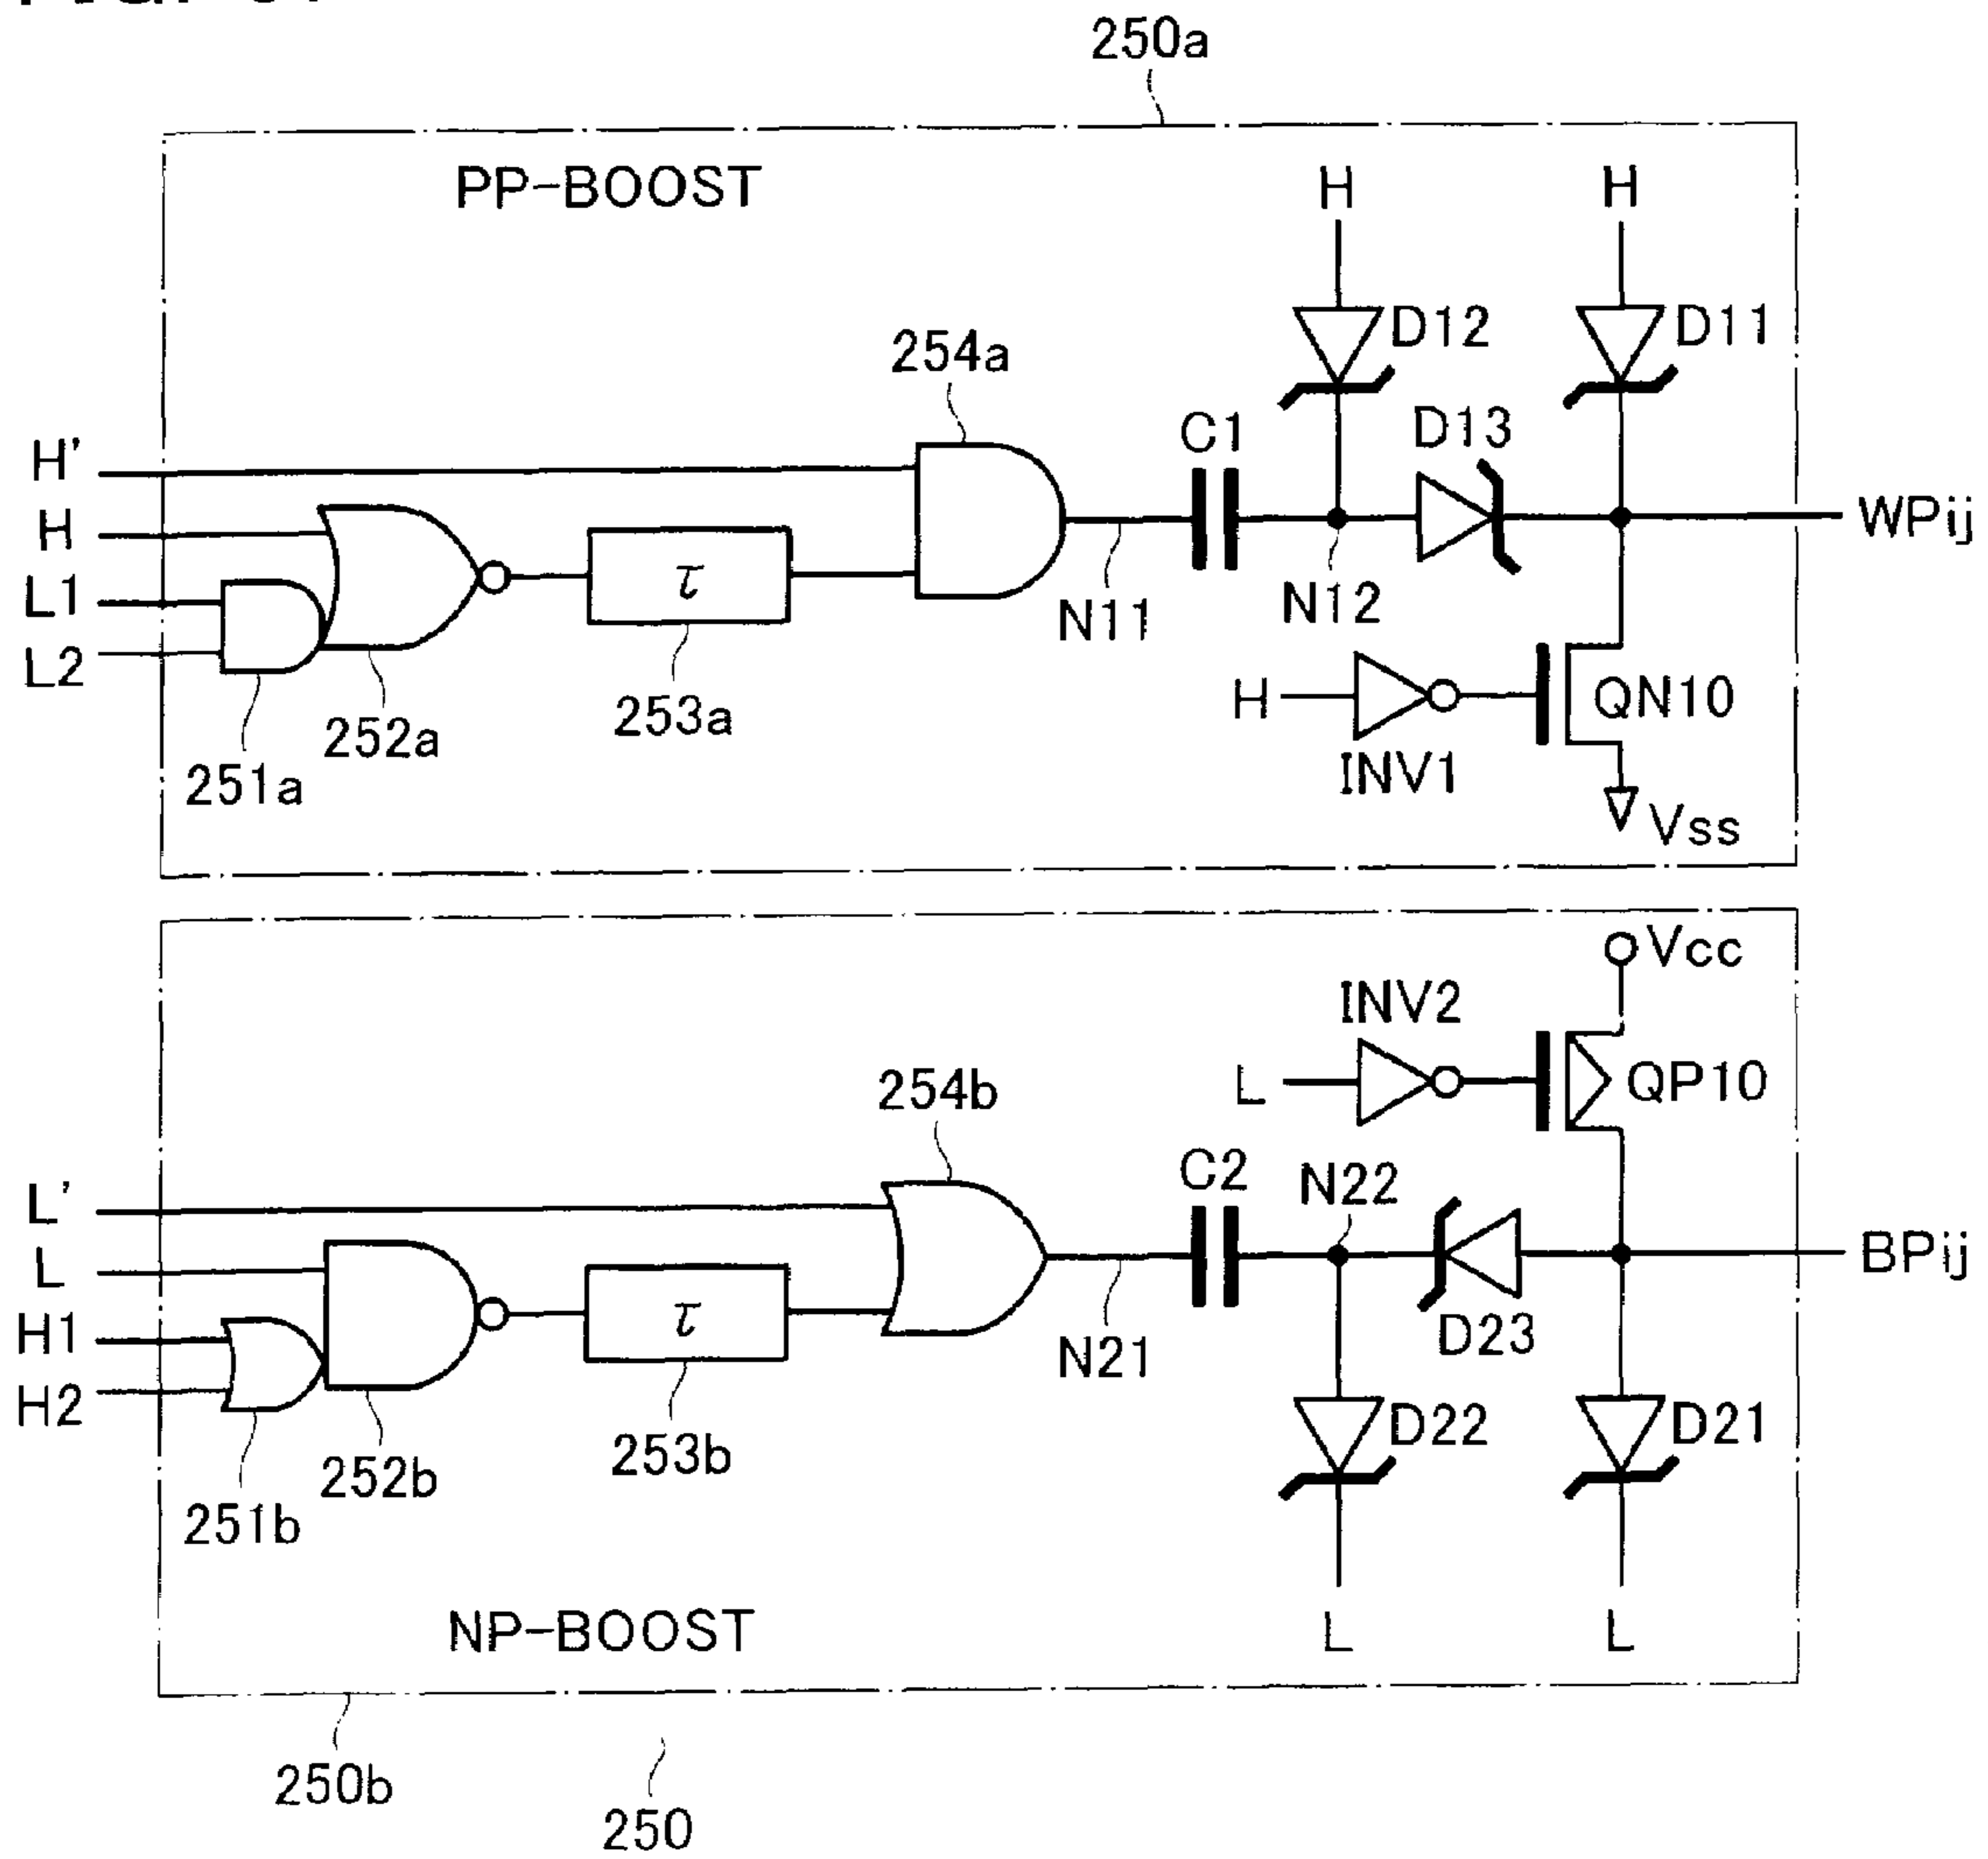 250a
PP-BOOST
H
H
D12
D11
254a
C1
D13
H'
H
L1
L2
τ
WPij
N11
N12
253a
252a
251a
H
INV1
QN10
Vss
Vcc
INV2
L
QP10
254b
C2
N22
L'
L
H1
H2
τ
BPij
N21
D23
253b
252b
251b
D22
D21
L
L
NP-BOOST
250b
250